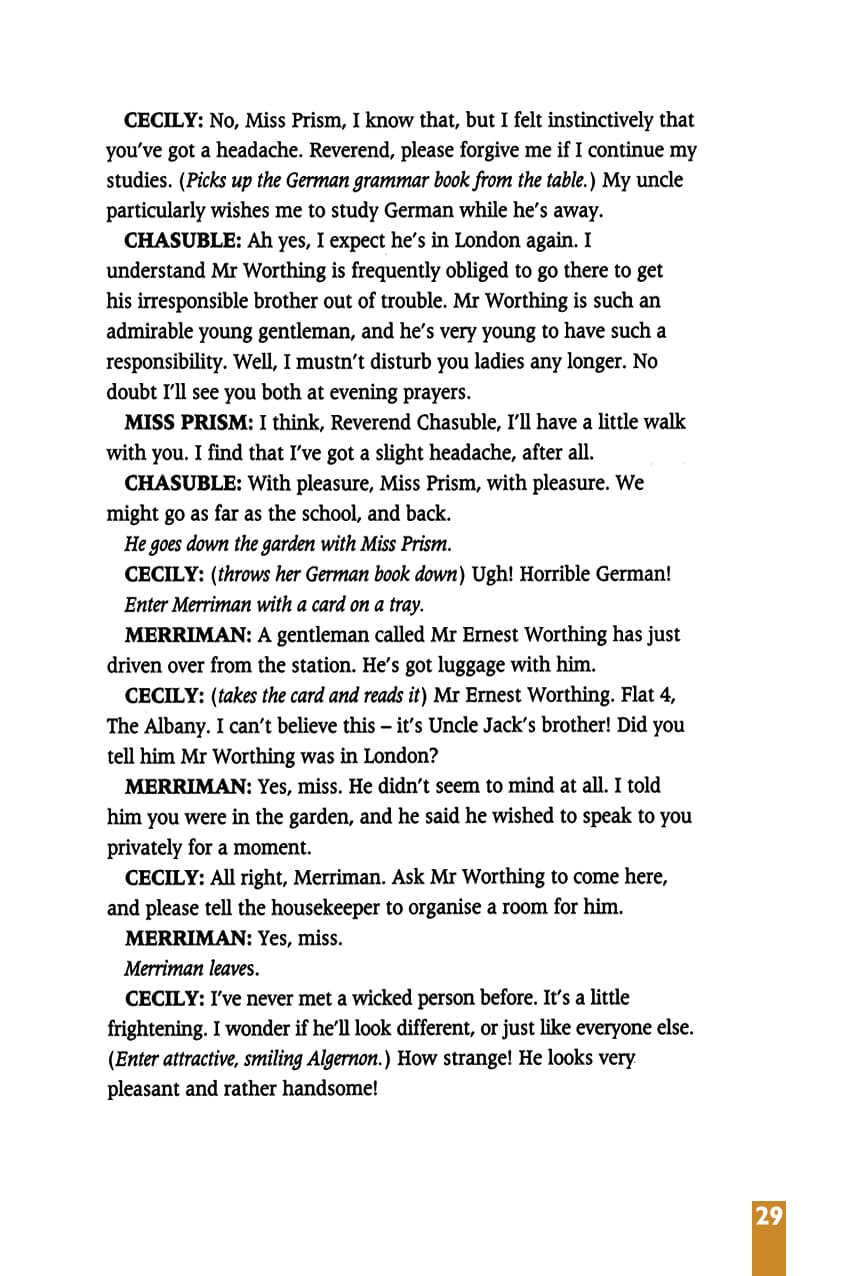 CECILY: No, Miss Prism, I know that, but I felt instinctively that
you've got a headache. Reverend, please forgive me if I continue my
studies. (Picks up the German grammar book from the table.) My uncle
particularly wishes me to study German while he's away.
CHASUBLE: Ah yes, I expect he's in London again. I
understand Mr Worthing is frequently obliged to go there to get
his irresponsible brother out of trouble. Mr Worthing is such an
admirable young gentleman, and he's very young to have such a
responsibility. Well, I mustn't disturb you ladies any longer. No
doubt I'll see you both at evening prayers.
MISS PRISM: I think, Reverend Chasuble, I'll have a little walk
with you. I find that I've got a slight headache, after all.
CHASUBLE: With pleasure, Miss Prism, with pleasure. We
might go as far as the school, and back.
He goes down the garden with Miss Prism.
CECILY: (throws her German book down) Ugh! Horrible German!
Enter Merriman with a card on a tray.
MERRIMAN: A gentleman called Mr Ernest Worthing has just
driven over from the station. He's got luggage with him.
CECILY: (takes the card and reads it) Mr Ernest Worthing. Flat 4,
The Albany. I can't believe this – it's Uncle Jack's brother! Did you
tell him Mr Worthing was in London?
MERRIMAN: Yes, miss. He didn't seem to mind at all. I told
him you were in the garden, and he said he wished to speak to you
privately for a moment.
CECILY: All right, Merriman. Ask Mr Worthing to come here,
and please tell the housekeeper to organise a room for him.
MERRIMAN: Yes, miss.
Merriman leaves.
CECILY: I've never met a wicked person before. It's a little
frightening. I wonder if he'll look different, or just like everyone else.
(Enter attractive, smiling Algernon.) How strange! He looks very
pleasant and rather handsome!
29